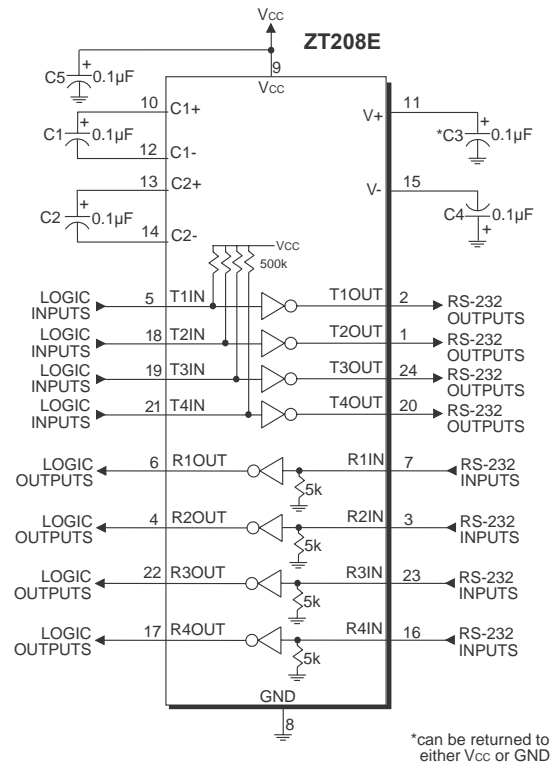 Vcc
ZT208E
9
Vcc
C5
+
0.1µF
10
C1+
V+
11
C1
+
0.1µF
*C3
+
0.1µF
12
C1-
13
C2+
V-
15
C2
+
0.1µF
C4
0.1µF
+
14
C2-
Vcc
500k
LOGIC
INPUTS
5
T1IN
T1OUT
2
RS-232
OUTPUTS
LOGIC
INPUTS
18
T2IN
T2OUT
1
RS-232
OUTPUTS
LOGIC
INPUTS
19
T3IN
T3OUT
24
RS-232
OUTPUTS
LOGIC
INPUTS
21
T4IN
T4OUT
20
RS-232
OUTPUTS
LOGIC
OUTPUTS
6
R1OUT
R1IN
7
RS-232
INPUTS
5k
LOGIC
OUTPUTS
4
R2OUT
R2IN
3
RS-232
INPUTS
5k
LOGIC
OUTPUTS
22
R3OUT
R3IN
23
RS-232
INPUTS
5k
LOGIC
OUTPUTS
17
R4OUT
R4IN
16
RS-232
INPUTS
5k
GND
8
*can be returned to
either Vcc or GND